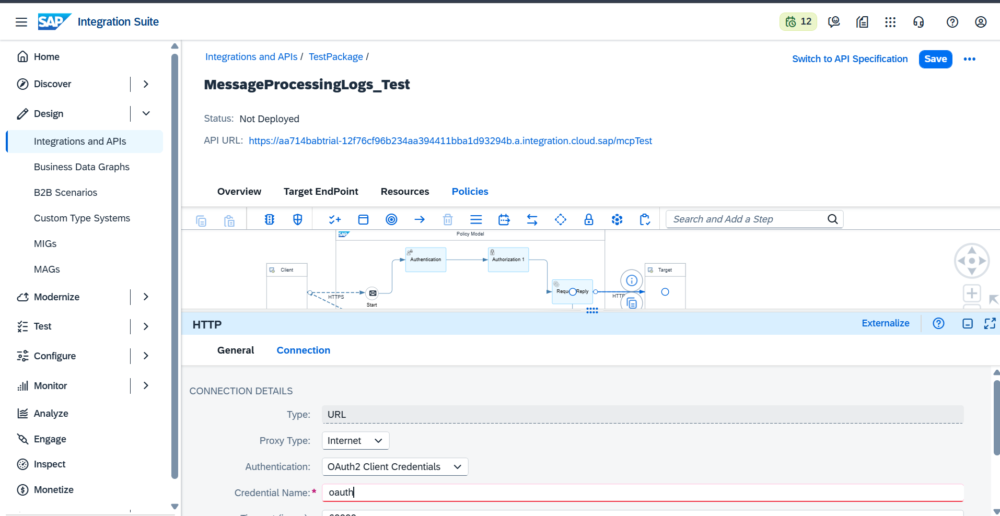 SAP Integration Suite
12
Home
Discover
Design
Integrations and APIs
Business Data Graphs
B2B Scenarios
Custom Type Systems
MIGs
MAGs
Modernize
Test
Configure
Monitor
Analyze
Engage
Inspect
Monetize
Integrations and APIs / TestPackage /
Switch to API Specification
Save
MessageProcessingLogs_Test
Status: Not Deployed
API URL: https://aa714babtrial-12f76cf96b234aa394411bba1d93294b.a.integration.cloud.sap/mcpTest
Overview Target EndPoint Resources Policies
Search and Add a Step
SAP Policy Model
Authentication
Authorization 1
Client
Target
HTTPS
Start
Reply
HTTP Externalize
General Connection
CONNECTION DETAILS
Type: URL
Proxy Type: Internet
Authentication: OAuth2 Client Credentials
Credential Name:* oauth